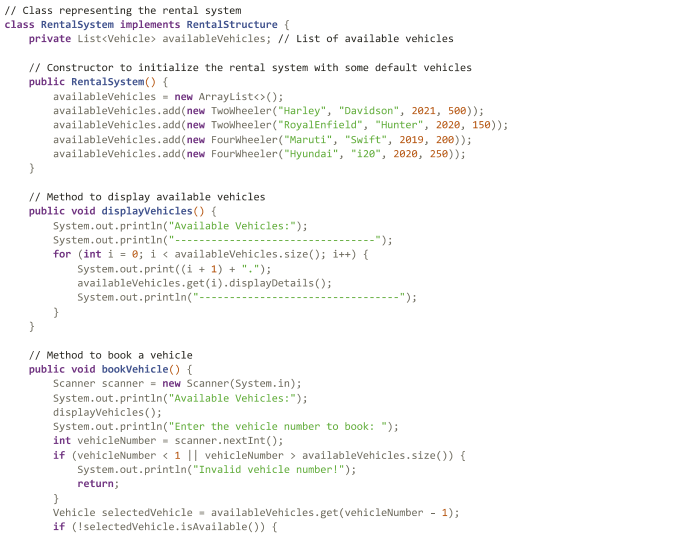 // Class representing the rental system
class RentalSystem implements RentalStructure {
    private List<Vehicle> availableVehicles; // List of available vehicles

    // Constructor to initialize the rental system with some default vehicles
    public RentalSystem() {
        availableVehicles = new ArrayList<>();
        availableVehicles.add(new TwoWheeler("Harley", "Davidson", 2021, 500));
        availableVehicles.add(new TwoWheeler("RoyalEnfield", "Hunter", 2020, 150));
        availableVehicles.add(new FourWheeler("Maruti", "Swift", 2019, 200));
        availableVehicles.add(new FourWheeler("Hyundai", "i20", 2020, 250));
    }

    // Method to display available vehicles
    public void displayVehicles() {
        System.out.println("Available Vehicles:");
        System.out.println("---------------------------------");
        for (int i = 0; i < availableVehicles.size(); i++) {
            System.out.print((i + 1) + ".");
            availableVehicles.get(i).displayDetails();
            System.out.println("---------------------------------");
        }
    }

    // Method to book a vehicle
    public void bookVehicle() {
        Scanner scanner = new Scanner(System.in);
        System.out.println("Available Vehicles:");
        displayVehicles();
        System.out.println("Enter the vehicle number to book: ");
        int vehicleNumber = scanner.nextInt();
        if (vehicleNumber < 1 || vehicleNumber > availableVehicles.size()) {
            System.out.println("Invalid vehicle number!");
            return;
        }
        Vehicle selectedVehicle = availableVehicles.get(vehicleNumber - 1);
        if (!selectedVehicle.isAvailable()) {